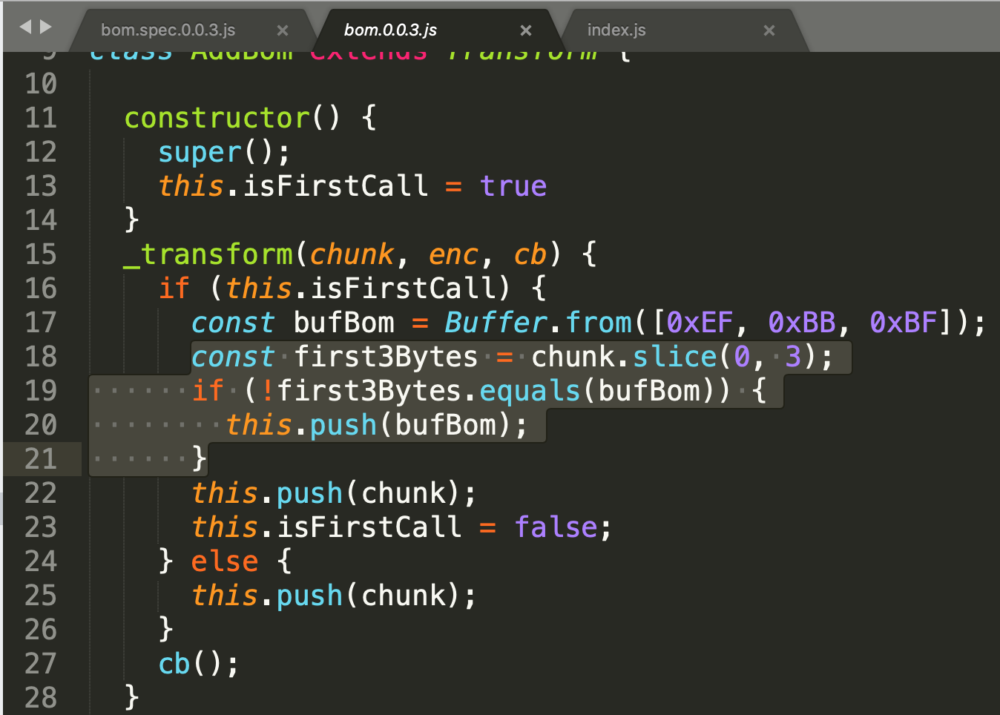 bom.spec.0.0.3.js × bom.0.0.3.js × index.js ×
9 class AddBom extends Transform {
10
11 constructor() {
12 super();
13 this.isFirstCall = true
14 }
15 _transform(chunk, enc, cb) {
16 if (this.isFirstCall) {
17 const bufBom = Buffer.from([0xEF, 0xBB, 0xBF]);
18 const first3Bytes = chunk.slice(0, 3);
19 if (!first3Bytes.equals(bufBom)) {
20 this.push(bufBom);
21 }
22 this.push(chunk);
23 this.isFirstCall = false;
24 } else {
25 this.push(chunk);
26 }
27 cb();
28 }